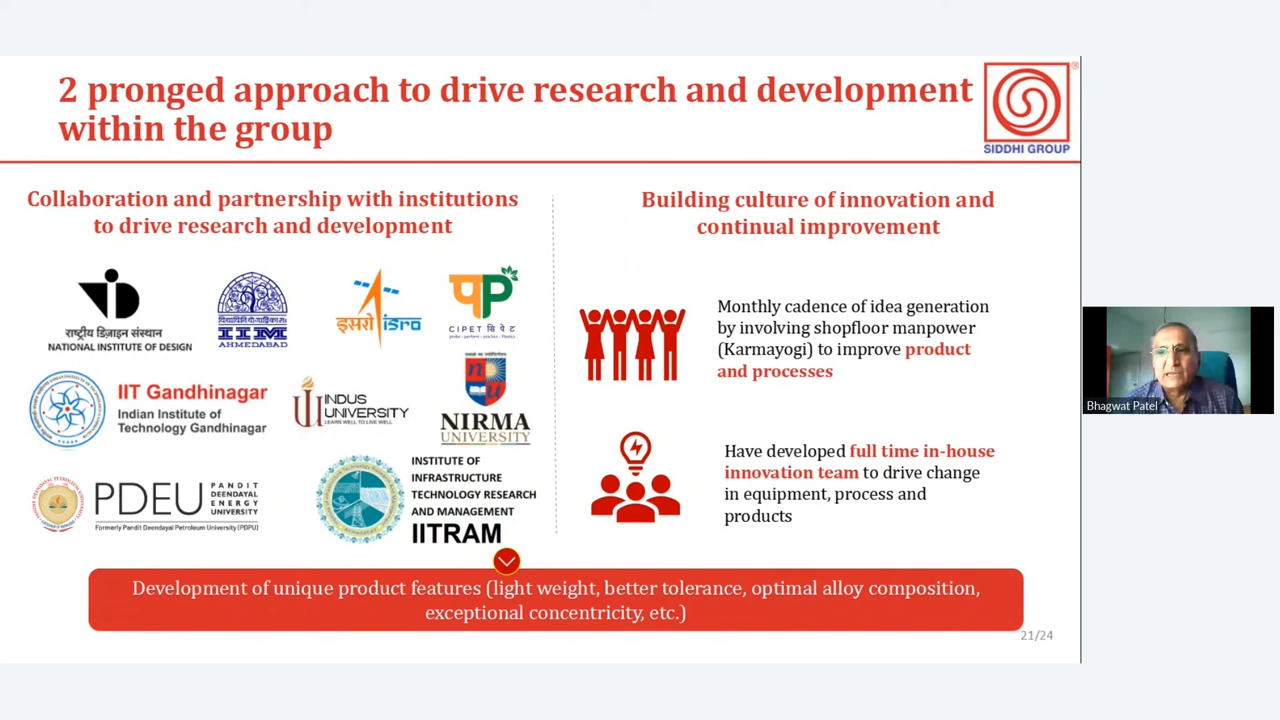 2 pronged approach to drive research and development
within the group
®
SIDDHI GROUP
Collaboration and partnership with institutions
to drive research and development
राष्ट्रीय डिज़ाइन संस्थान
NATIONAL INSTITUTE OF DESIGN
IIM
AHMEDABAD
इसरो isro
CIPET सिपेट
IIT Gandhinagar
Indian Institute of
Technology Gandhinagar
INDUS
UNIVERSITY
LEARN WELL TO LIVE WELL
NIRMA
UNIVERSITY
PDEU
PANDIT
DEENDAYAL
ENERGY
UNIVERSITY
Formerly Pandit Deendayal Petroleum University (PDPU)
INSTITUTE OF
INFRASTRUCTURE
TECHNOLOGY RESEARCH
AND MANAGEMENT
IITRAM
Building culture of innovation and
continual improvement
Monthly cadence of idea generation
by involving shopfloor manpower
(Karmayogi) to improve product
and processes
Have developed full time in-house
innovation team to drive change
in equipment, process and
products
Development of unique product features (light weight, better tolerance, optimal alloy composition,
exceptional concentricity, etc.)
21/24
Bhagwat Patel